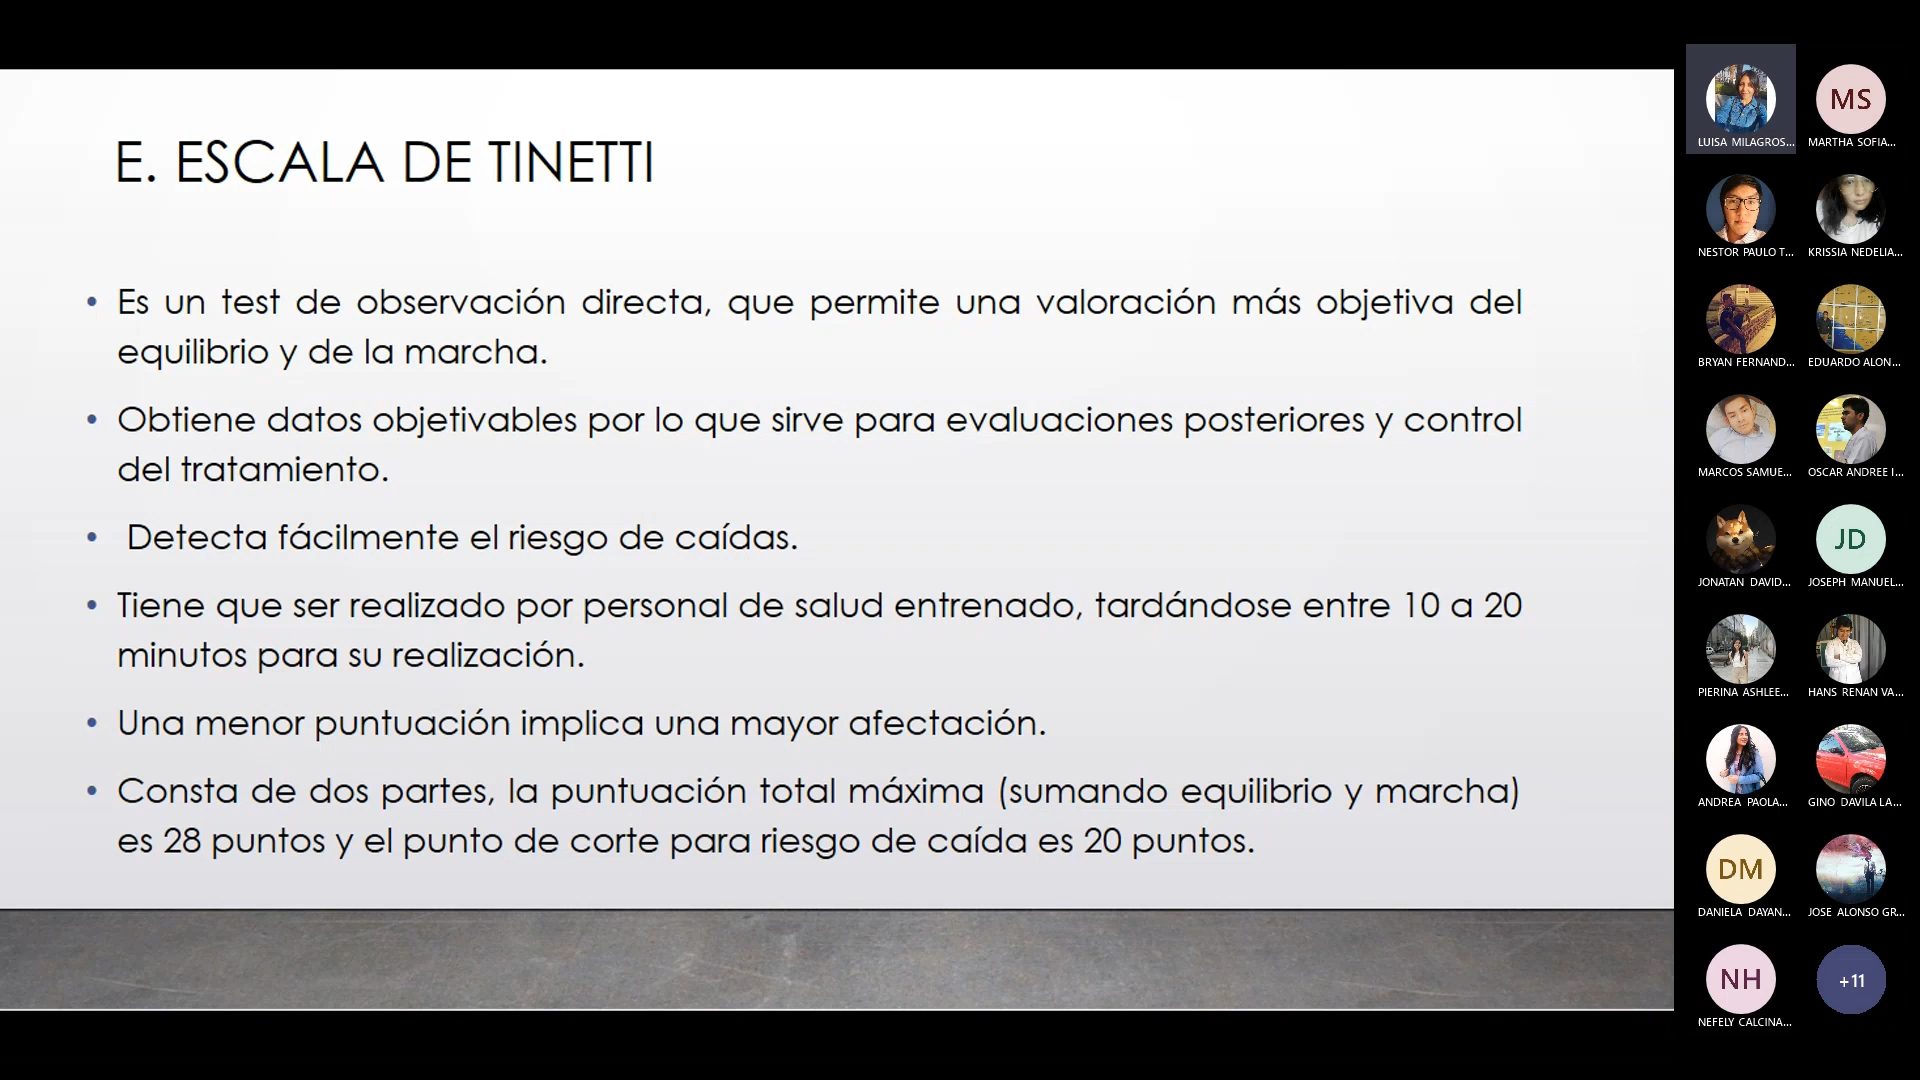 E. ESCALA DE TINETTI
• Es un test de observación directa, que permite una valoración más objetiva del
equilibrio y de la marcha.
• Obtiene datos objetivables por lo que sirve para evaluaciones posteriores y control
del tratamiento.
• Detecta fácilmente el riesgo de caídas.
• Tiene que ser realizado por personal de salud entrenado, tardándose entre 10 a 20
minutos para su realización.
• Una menor puntuación implica una mayor afectación.
• Consta de dos partes, la puntuación total máxima (sumando equilibrio y marcha)
es 28 puntos y el punto de corte para riesgo de caída es 20 puntos.
LUISA MILAGROS...
MS
MARTHA SOFIA...
NESTOR PAULO T...
KRISSIA NEDELIA...
BRYAN FERNAND...
EDUARDO ALON...
MARCOS SAMUE...
OSCAR ANDREE I...
JONATAN DAVID...
JD
JOSEPH MANUEL...
PIERINA ASHLEE...
HANS RENAN VA...
ANDREA PAOLA...
GINO DAVILA LA...
DM
DANIELA DAYAN...
JOSE ALONSO GR...
NH
NEFELY CALCINA...
+11